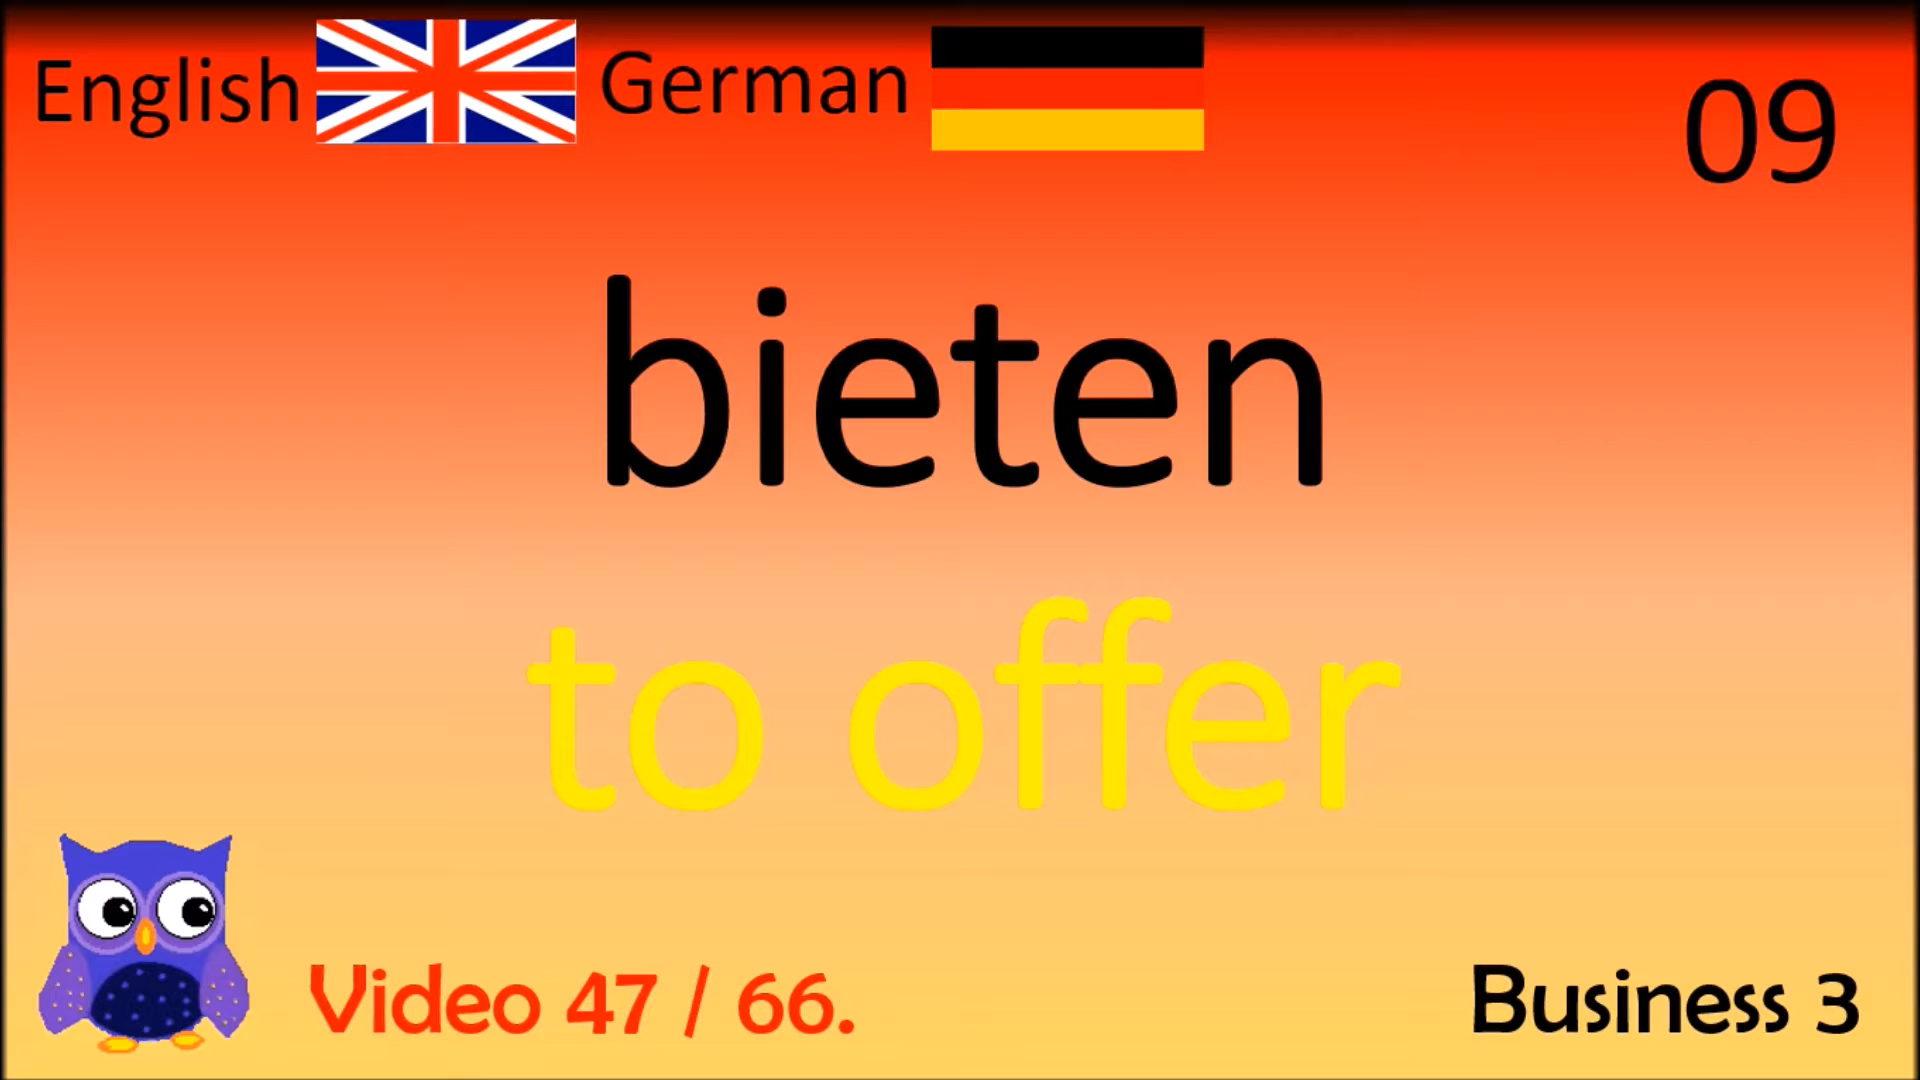 English German 09
bieten
to offer
Video 47 / 66. Business 3